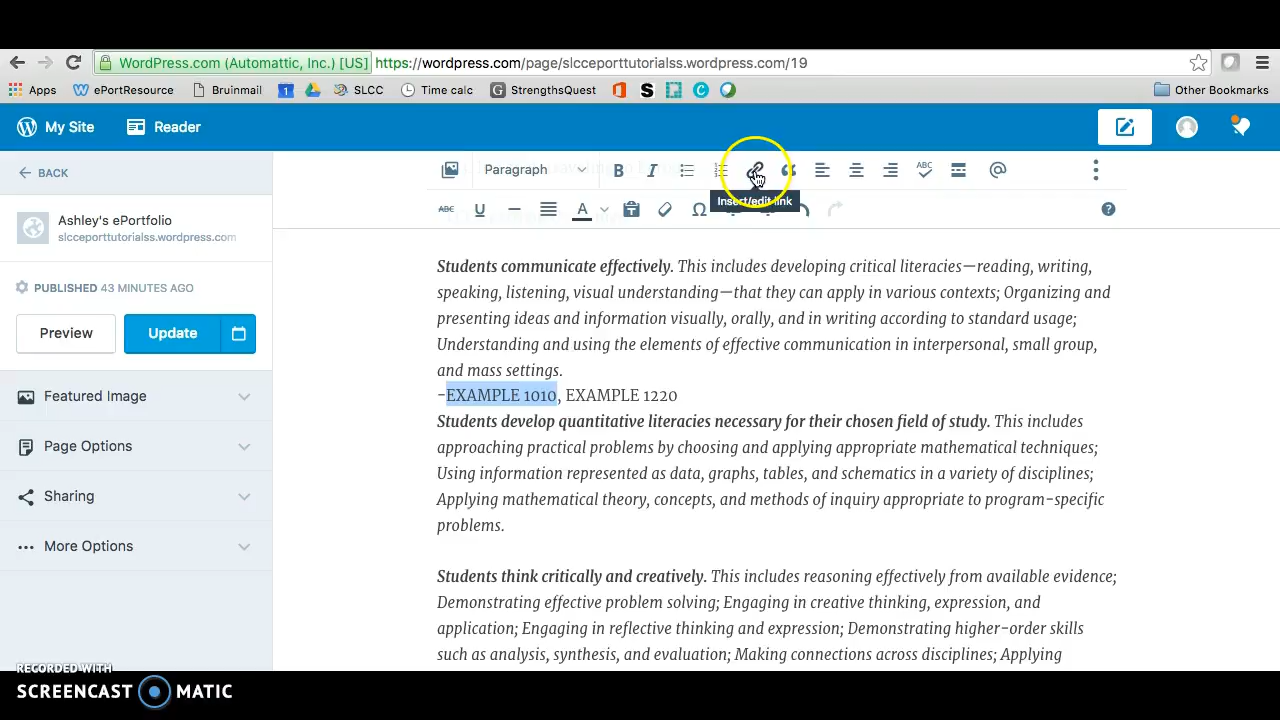 WordPress.com (Automattic, Inc.) [US] https://wordpress.com/page/slcceporttutorialss.wordpress.com/19
Apps ePortResource Bruinmail 1 SLCC Time calc G StrengthsQuest S C Other Bookmarks
My Site Reader
BACK
Paragraph B I
Insert/edit link
ABC U A Ω ?
Ashley's ePortfolio
slcceporttutorialss.wordpress.com
PUBLISHED 43 MINUTES AGO
Preview Update
Featured Image
Page Options
Sharing
More Options
Students communicate effectively. This includes developing critical literacies—reading, writing,
speaking, listening, visual understanding—that they can apply in various contexts; Organizing and
presenting ideas and information visually, orally, and in writing according to standard usage;
Understanding and using the elements of effective communication in interpersonal, small group,
and mass settings.
-EXAMPLE 1010, EXAMPLE 1220
Students develop quantitative literacies necessary for their chosen field of study. This includes
approaching practical problems by choosing and applying appropriate mathematical techniques;
Using information represented as data, graphs, tables, and schematics in a variety of disciplines;
Applying mathematical theory, concepts, and methods of inquiry appropriate to program-specific
problems.
Students think critically and creatively. This includes reasoning effectively from available evidence;
Demonstrating effective problem solving; Engaging in creative thinking, expression, and
application; Engaging in reflective thinking and expression; Demonstrating higher-order skills
such as analysis, synthesis, and evaluation; Making connections across disciplines; Applying
RECORDED WITH
SCREENCAST MATIC